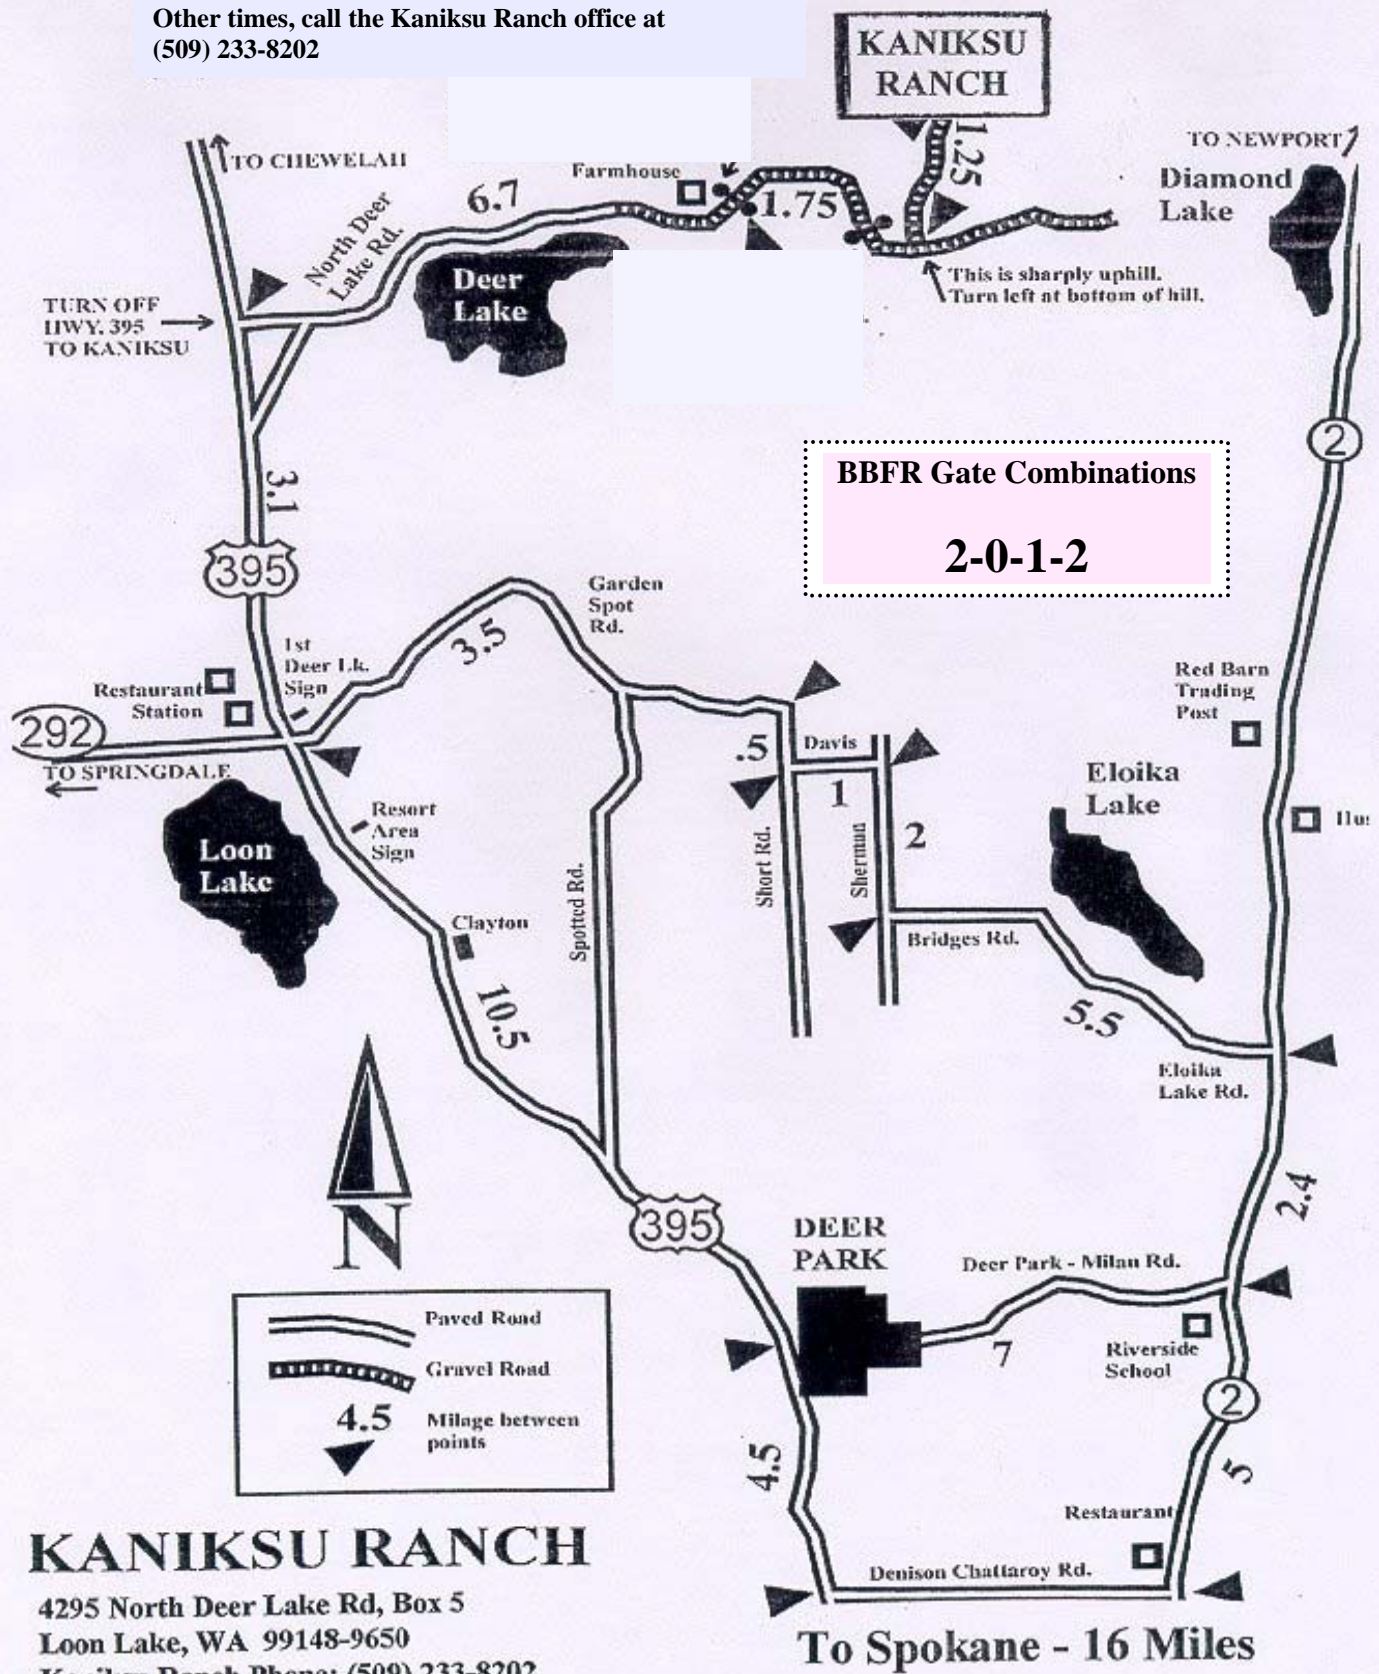 Other times, call the Kaniksu Ranch office at
(509) 233-8202
KANIKSU
RANCH
TO CHEWELAH
TO NEWPORT
Farmhouse
6.7
1.75
1.25
Diamond
Lake
North Deer
Lake Rd.
Deer
Lake
This is sharply uphill.
Turn left at bottom of hill.
TURN OFF
HWY. 395
TO KANIKSU
2
3.1
BBFR Gate Combinations
2-0-1-2
395
Garden
Spot
Rd.
3.5
1st
Deer Lk.
Sign
Restaurant
Station
Red Barn
Trading
Post
292
TO SPRINGDALE
.5
Davis
1
Eloika
Lake
Resort
Area
Sign
Loon
Lake
Short Rd.
Sherman
2
Spotted Rd.
Clayton
Bridges Rd.
10.5
5.5
Eloika
Lake Rd.
N
395
2.4
DEER
PARK
Deer Park - Milan Rd.
7
Riverside
School
2
Paved Road
Gravel Road
4.5
Milage between
points
4.5
5
Restaurant
Denison Chattaroy Rd.
KANIKSU RANCH
4295 North Deer Lake Rd, Box 5
Loon Lake, WA 99148-9650
To Spokane - 16 Miles
Kaniksu Ranch Phone: (509) 233-8202